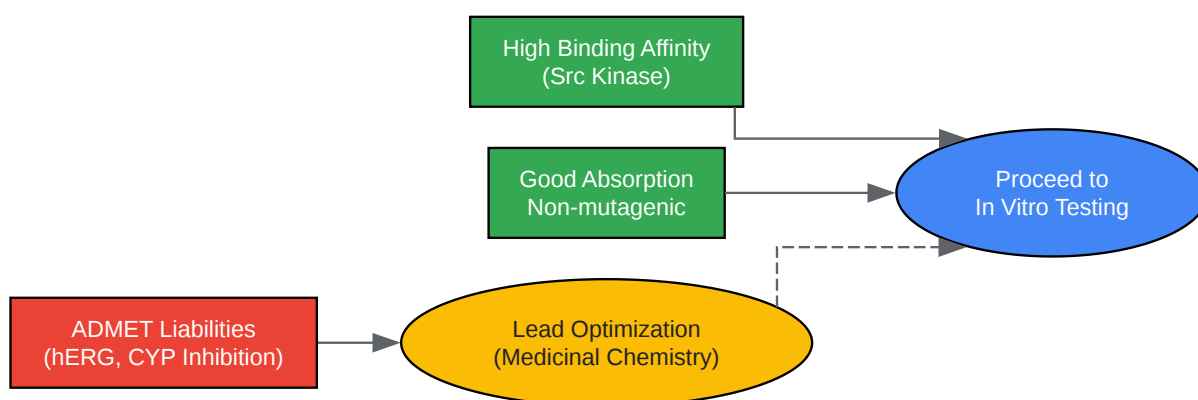 High Binding Affinity
(Src Kinase)
Good Absorption
Non-mutagenic
Proceed to
In Vitro Testing
ADMET Liabilities
(hERG, CYP Inhibition)
Lead Optimization
(Medicinal Chemistry)